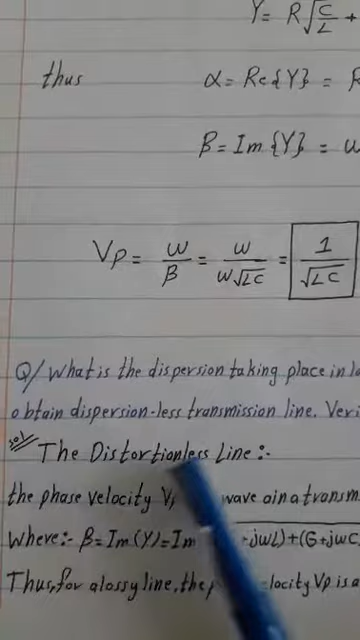 Y = R√C/L +
thus α = Re{Y} =
β = Im{Y} = w
Vp = w/β = w/w√LC = 1/√LC
Q/ What is the dispersion taking place in
obtain dispersion-less transmission line. Veri
The Distortionless Line:-
the phase velocity V wave on a transm
Where:- β = Im(Y) = Im jwL)+(G+jwC
Thus, for a lossy line, the locity Vp is a